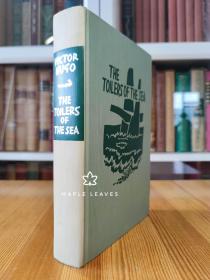 VICTOR
HUGO
THE
TOILERS
OF
THE SEA
THE
TOILERS OF THE SEA
MAPLE LEAVES